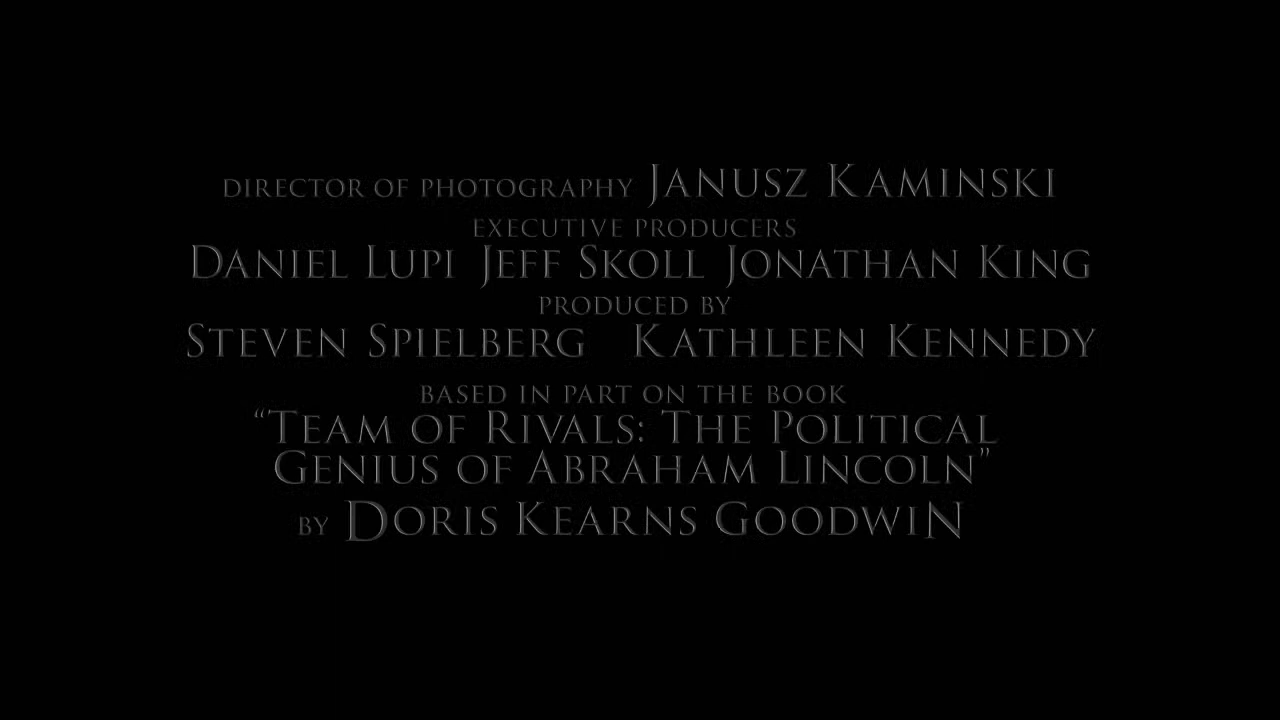 DIRECTOR OF PHOTOGRAPHY JANUSZ KAMINSKI
EXECUTIVE PRODUCERS
DANIEL LUPI JEFF SKOLL JONATHAN KING
PRODUCED BY
STEVEN SPIELBERG KATHLEEN KENNEDY
BASED IN PART ON THE BOOK
“TEAM OF RIVALS: THE POLITICAL
GENIUS OF ABRAHAM LINCOLN”
BY DORIS KEARNS GOODWIN